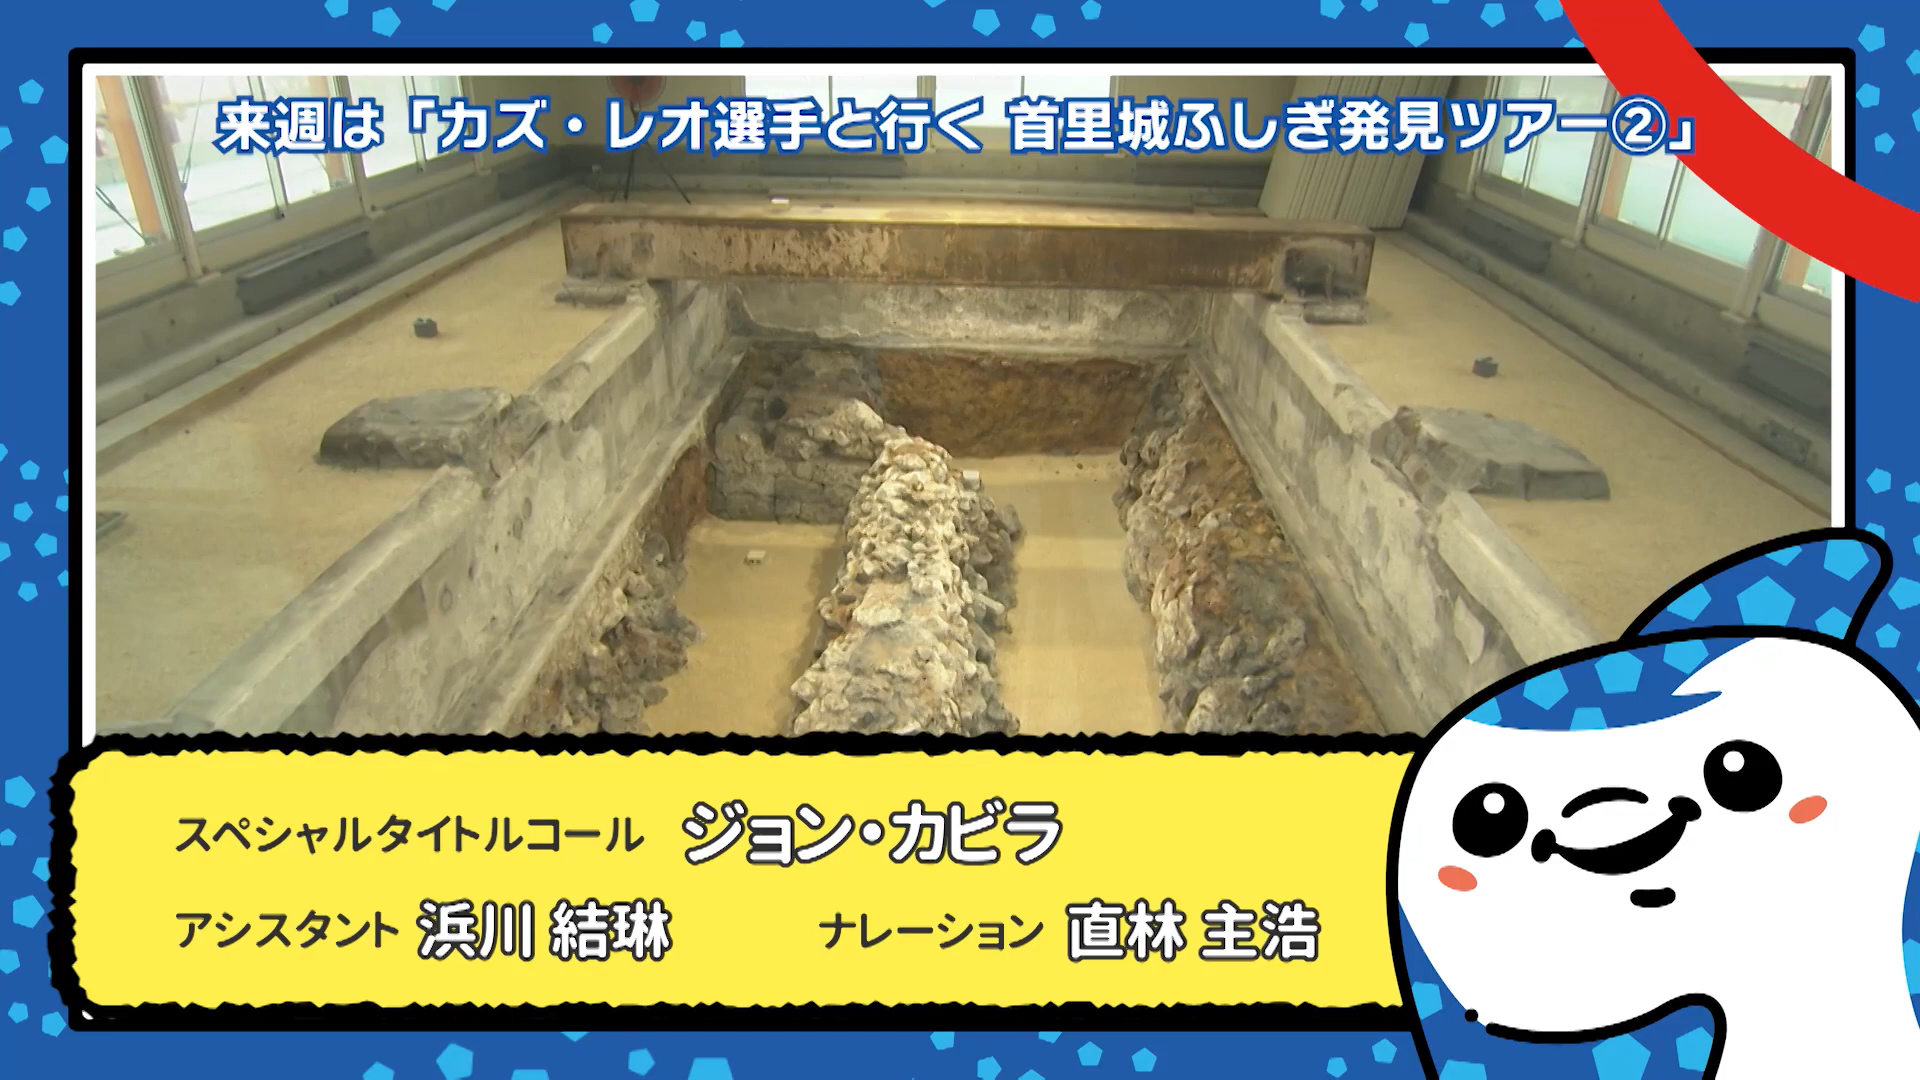 来週は「カズ・レオ選手と行く 首里城ふしぎ発見ツアー②」
スペシャルタイトルコール ジョン・カビラ
アシスタント 浜川 結琳 ナレーション 直林 主浩